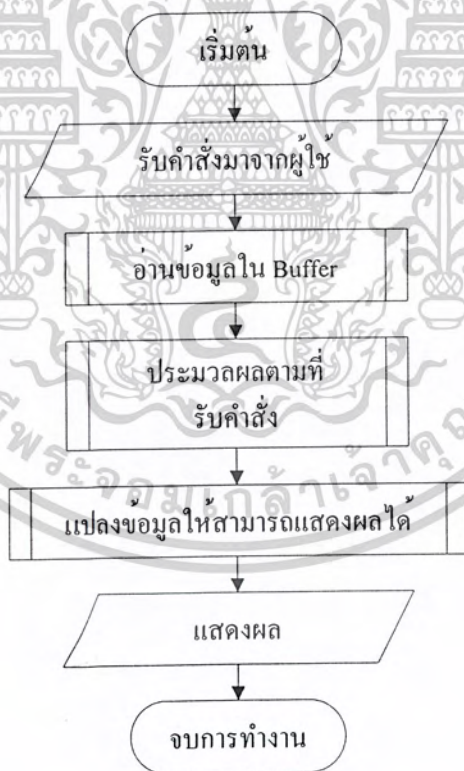 เริ่มต้น
รับคำสั่งมาจากผู้ใช้
อ่านข้อมูลใน Buffer
ประมวลผลตามที่
รับคำสั่ง
แปลงข้อมูลให้สามารถแสดงผลได้
แสดงผล
จบการทำงาน